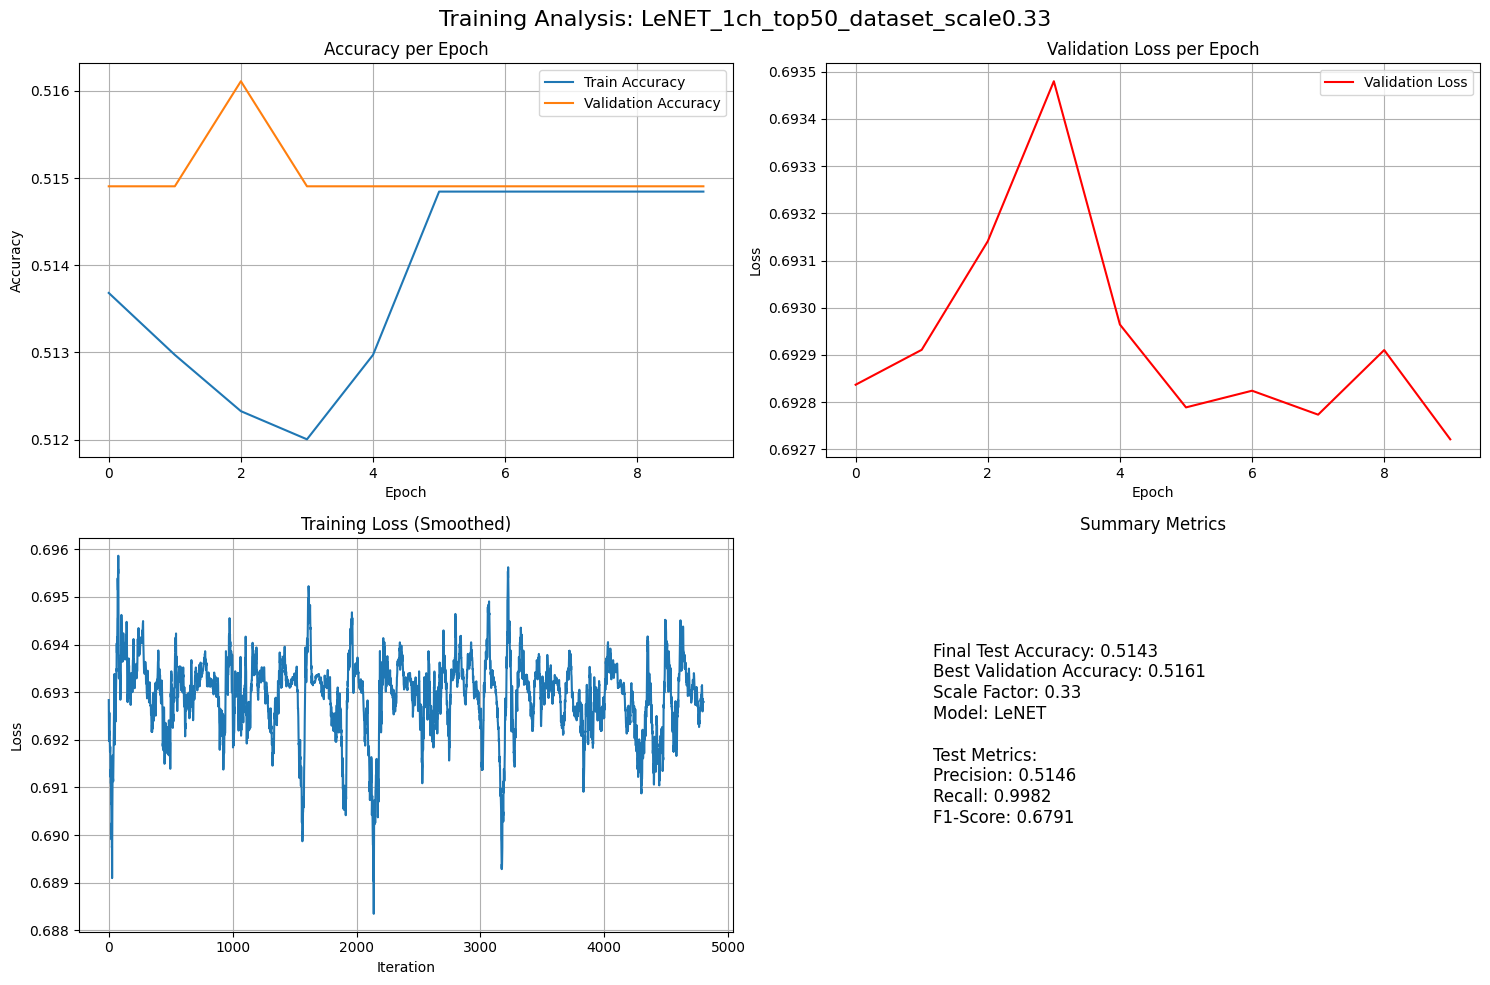 Training Analysis: LeNET_1ch_top50_dataset_scale0.33
Accuracy per Epoch
0.516
0.515
0.514
0.513
0.512
Accuracy
0 2 4 6 8
Epoch
Train Accuracy
Validation Accuracy
Validation Loss per Epoch
0.6935
0.6934
0.6933
0.6932
0.6931
0.6930
0.6929
0.6928
0.6927
Loss
0 2 4 6 8
Epoch
Validation Loss
Training Loss (Smoothed)
0.696
0.695
0.694
0.693
0.692
0.691
0.690
0.689
0.688
Loss
0 1000 2000 3000 4000 5000
Iteration
Summary Metrics
Final Test Accuracy: 0.5143
Best Validation Accuracy: 0.5161
Scale Factor: 0.33
Model: LeNET
Test Metrics:
Precision: 0.5146
Recall: 0.9982
F1-Score: 0.6791